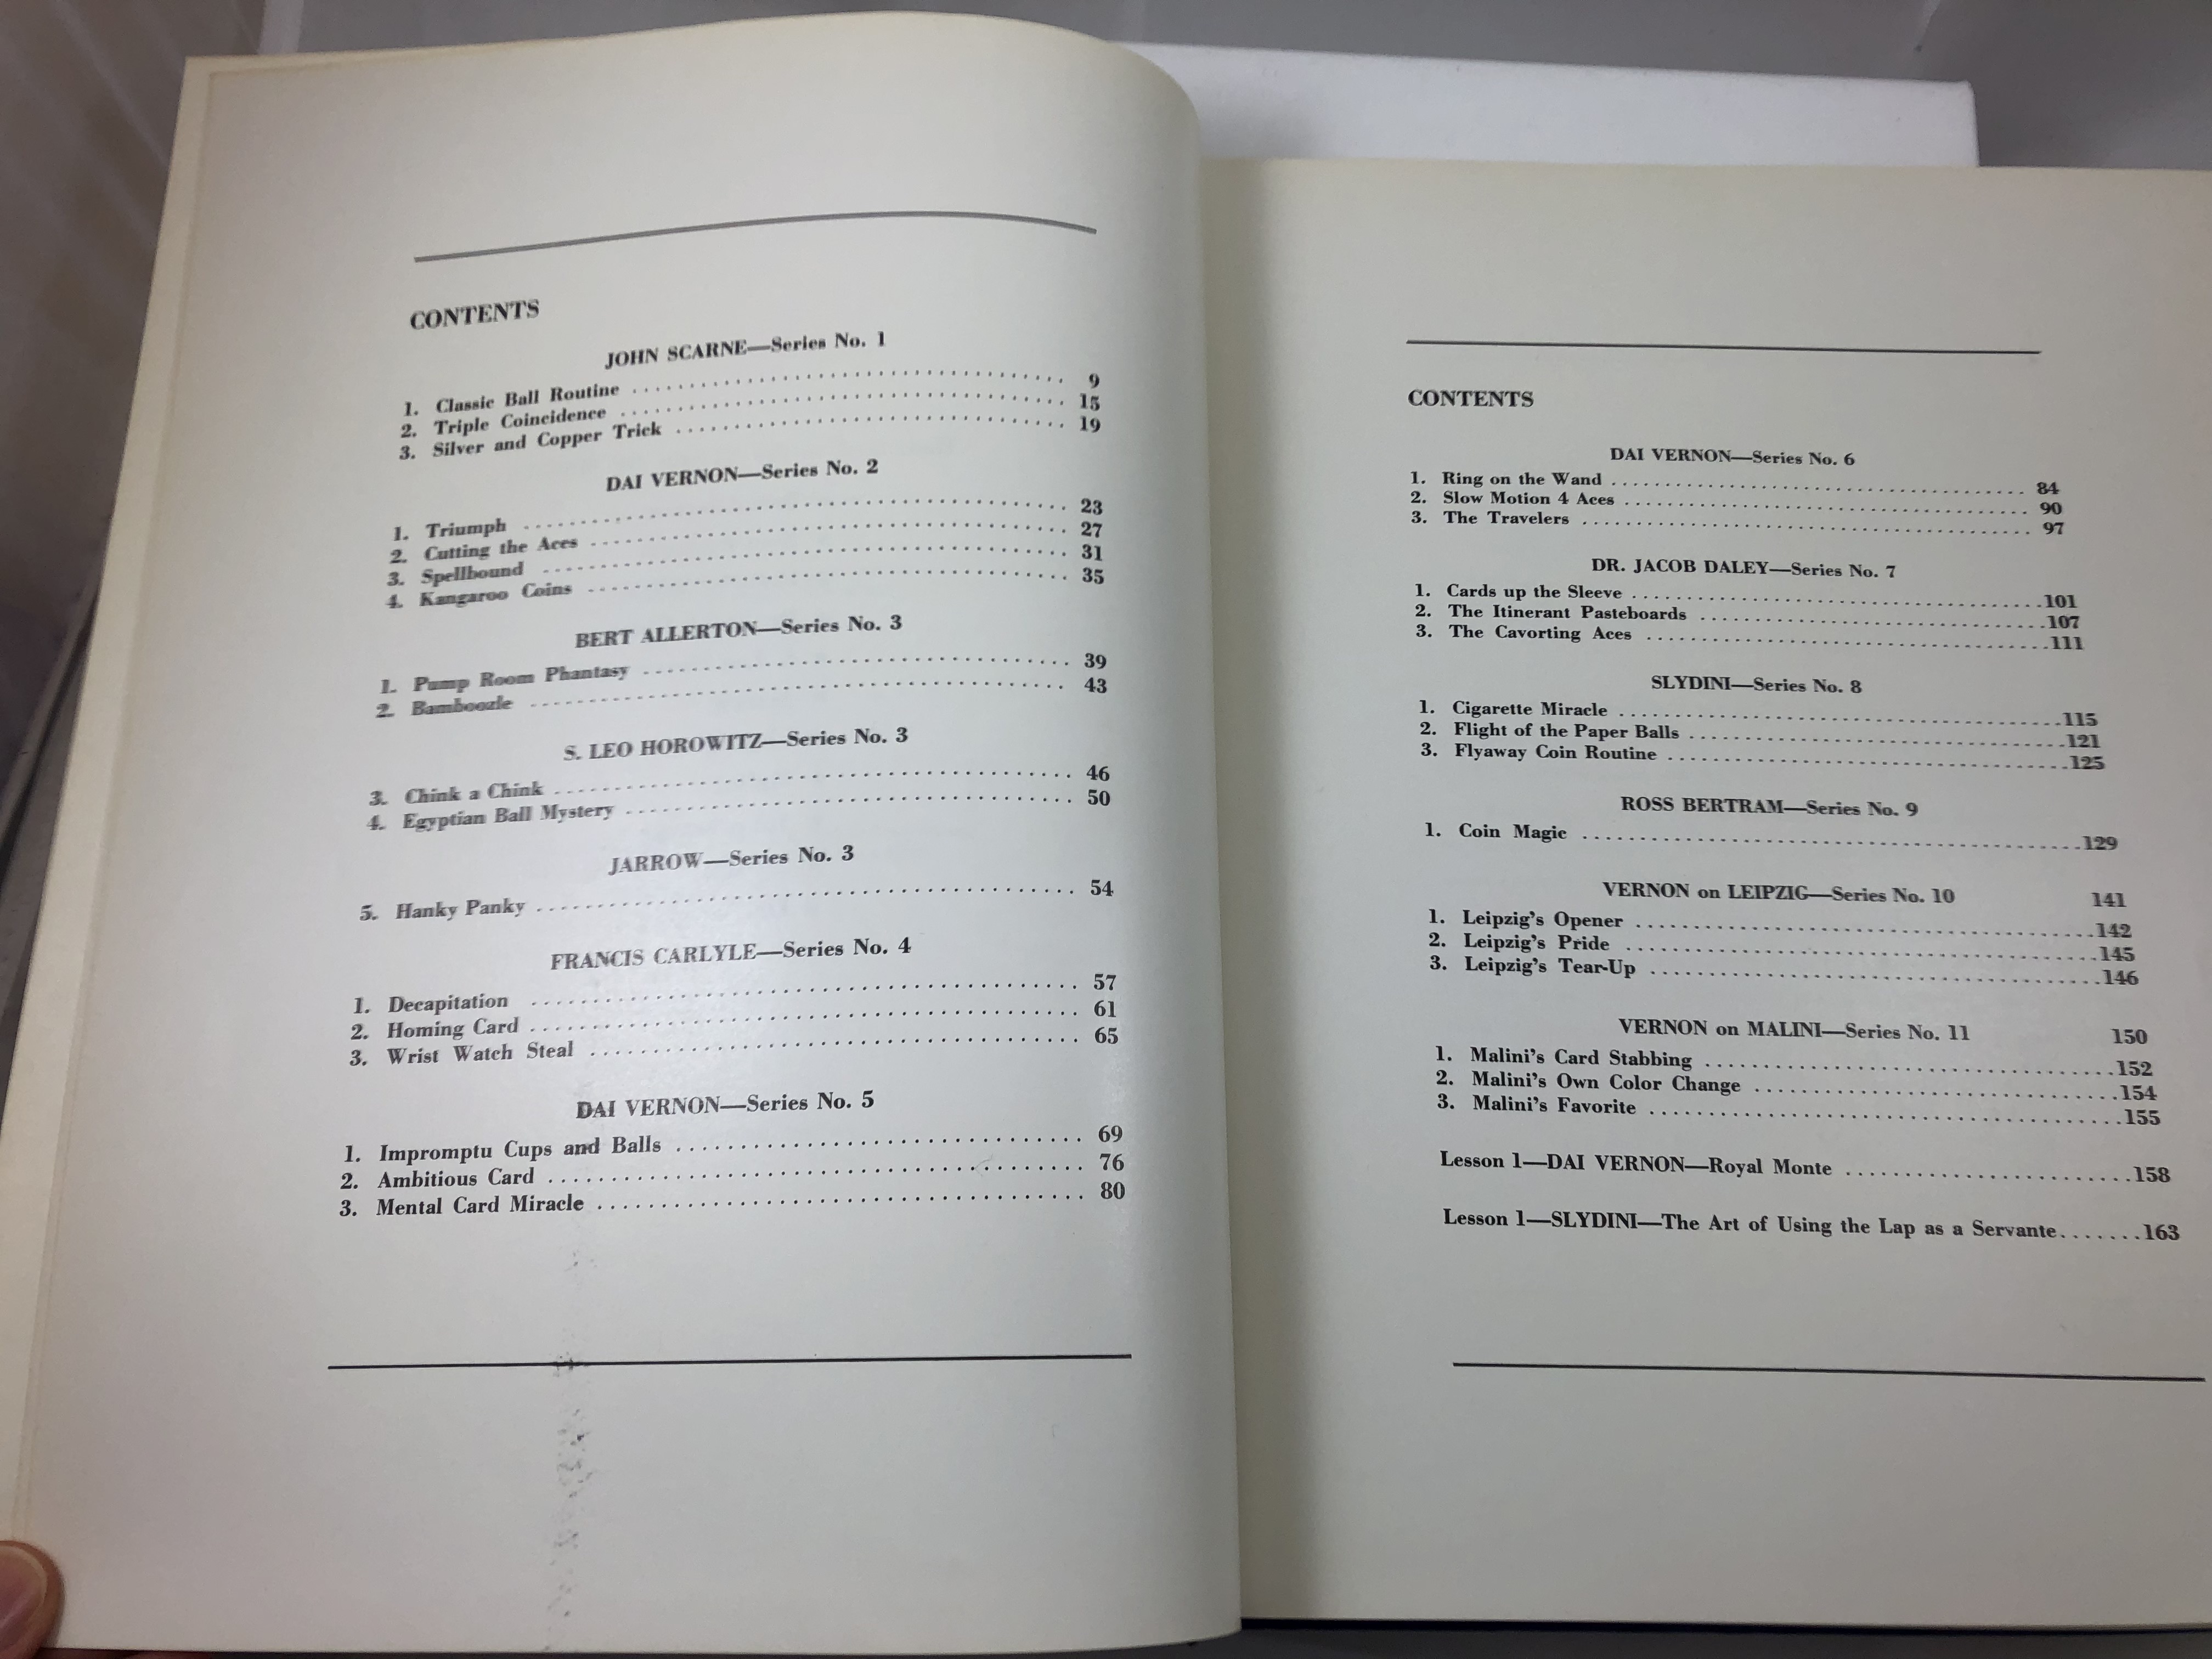 CONTENTS
JOHN SCARNE—Series No. 1
1. Classic Ball Routine 9
2. Triple Coincidence 15
3. Silver and Copper Trick 19
DAI VERNON—Series No. 2
1. Triumph 23
2. Cutting the Aces 27
3. Spellbound 31
4. Kangaroo Coins 35
BERT ALLERTON—Series No. 3
1. Pump Room Phantasy 39
2. Bamboozle 43
S. LEO HOROWITZ—Series No. 3
3. Chink a Chink 46
4. Egyptian Ball Mystery 50
JARROW—Series No. 3
5. Hanky Panky 54
FRANCIS CARLYLE—Series No. 4
1. Decapitation 57
2. Homing Card 61
3. Wrist Watch Steal 65
DAI VERNON—Series No. 5
1. Impromptu Cups and Balls 69
2. Ambitious Card 76
3. Mental Card Miracle 80
CONTENTS
DAI VERNON—Series No. 6
1. Ring on the Wand 84
2. Slow Motion 4 Aces 90
3. The Travelers 97
DR. JACOB DALEY—Series No. 7
1. Cards up the Sleeve 101
2. The Itinerant Pasteboards 107
3. The Cavorting Aces 111
SLYDINI—Series No. 8
1. Cigarette Miracle 115
2. Flight of the Paper Balls 121
3. Flyaway Coin Routine 125
ROSS BERTRAM—Series No. 9
1. Coin Magic 129
VERNON on LEIPZIG—Series No. 10 141
1. Leipzig's Opener 142
2. Leipzig's Pride 145
3. Leipzig's Tear-Up 146
VERNON on MALINI—Series No. 11 150
1. Malini's Card Stabbing 152
2. Malini's Own Color Change 154
3. Malini's Favorite 155
Lesson 1—DAI VERNON—Royal Monte 158
Lesson 1—SLYDINI—The Art of Using the Lap as a Servante 163